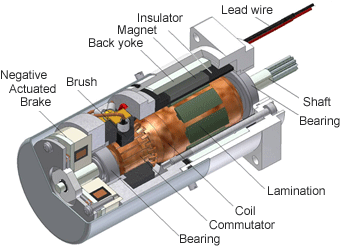 Lead wire
Insulator
Magnet
Back yoke
Negative
Actuated
Brake
Brush
Shaft
Bearing
Lamination
Coil
Commutator
Bearing